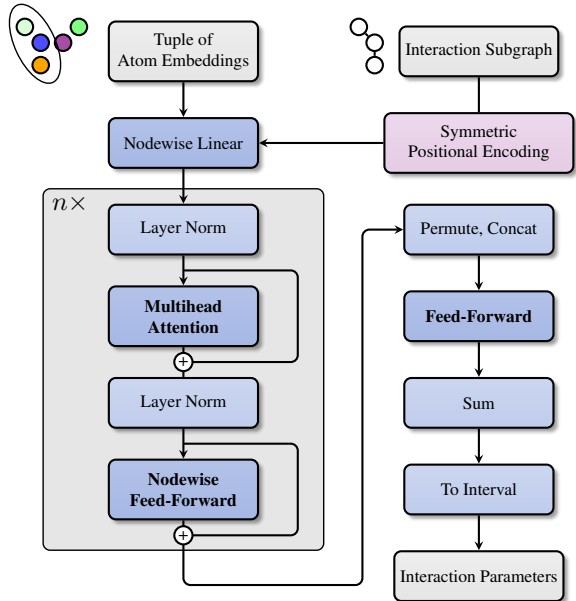 Tuple of
Atom Embeddings
Interaction Subgraph
Nodewise Linear
Symmetric
Positional Encoding
n×
Layer Norm
Multihead
Attention
+
Layer Norm
Nodewise
Feed-Forward
+
Permute, Concat
Feed-Forward
Sum
To Interval
Interaction Parameters